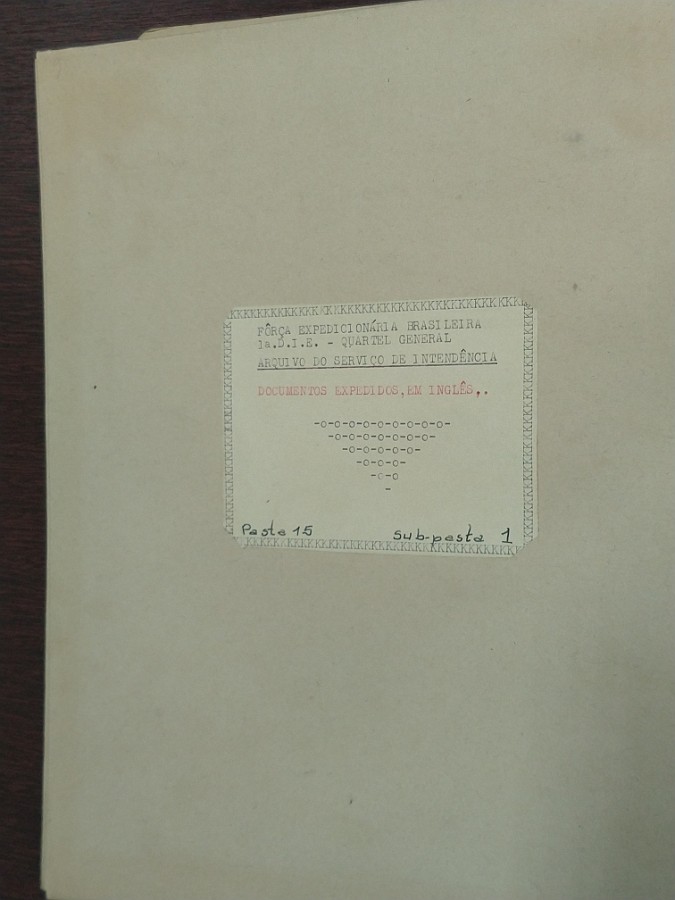 FÔRÇA EXPEDICIONÁRIA BRASILEIRA
1a.D.I.E. - QUARTEL GENERAL
ARQUIVO DO SERVIÇO DE INTENDÊNCIA
DOCUMENTOS EXPEDIDOS,EM INGLÊS,.
-o-o-o-o-o-o-o-o-o-
-o-o-o-o-o-o-o-
-o-o-o-o-o-
-o-o-o-
-o-o
-
Pasta 15 Sub-pasta 1